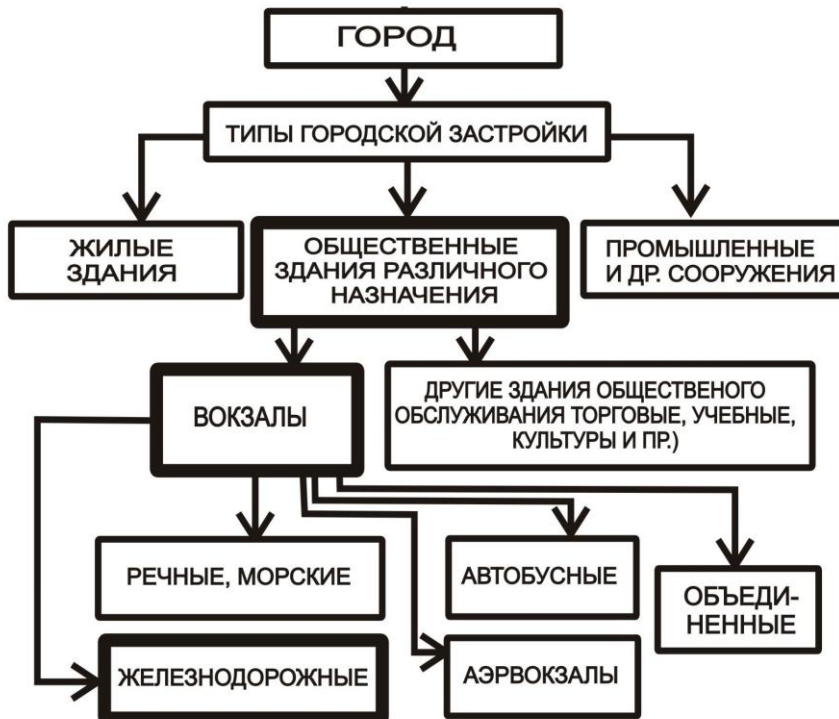 ГОРОД
ТИПЫ ГОРОДСКОЙ ЗАСТРОЙКИ
ЖИЛЫЕ
ЗДАНИЯ
ОБЩЕСТВЕННЫЕ
ЗДАНИЯ РАЗЛИЧНОГО
НАЗНАЧЕНИЯ
ПРОМЫШЛЕННЫЕ
И ДР. СООРУЖЕНИЯ
ВОКЗАЛЫ
ДРУГИЕ ЗДАНИЯ ОБЩЕСТВЕНОГО
ОБСЛУЖИВАНИЯ ТОРГОВЫЕ, УЧЕБНЫЕ,
КУЛЬТУРЫ И ПР.)
РЕЧНЫЕ, МОРСКИЕ
АВТОБУСНЫЕ
ОБЪЕДИ-
НЕННЫЕ
ЖЕЛЕЗНОДОРОЖНЫЕ
АЭРВОКЗАЛЫ